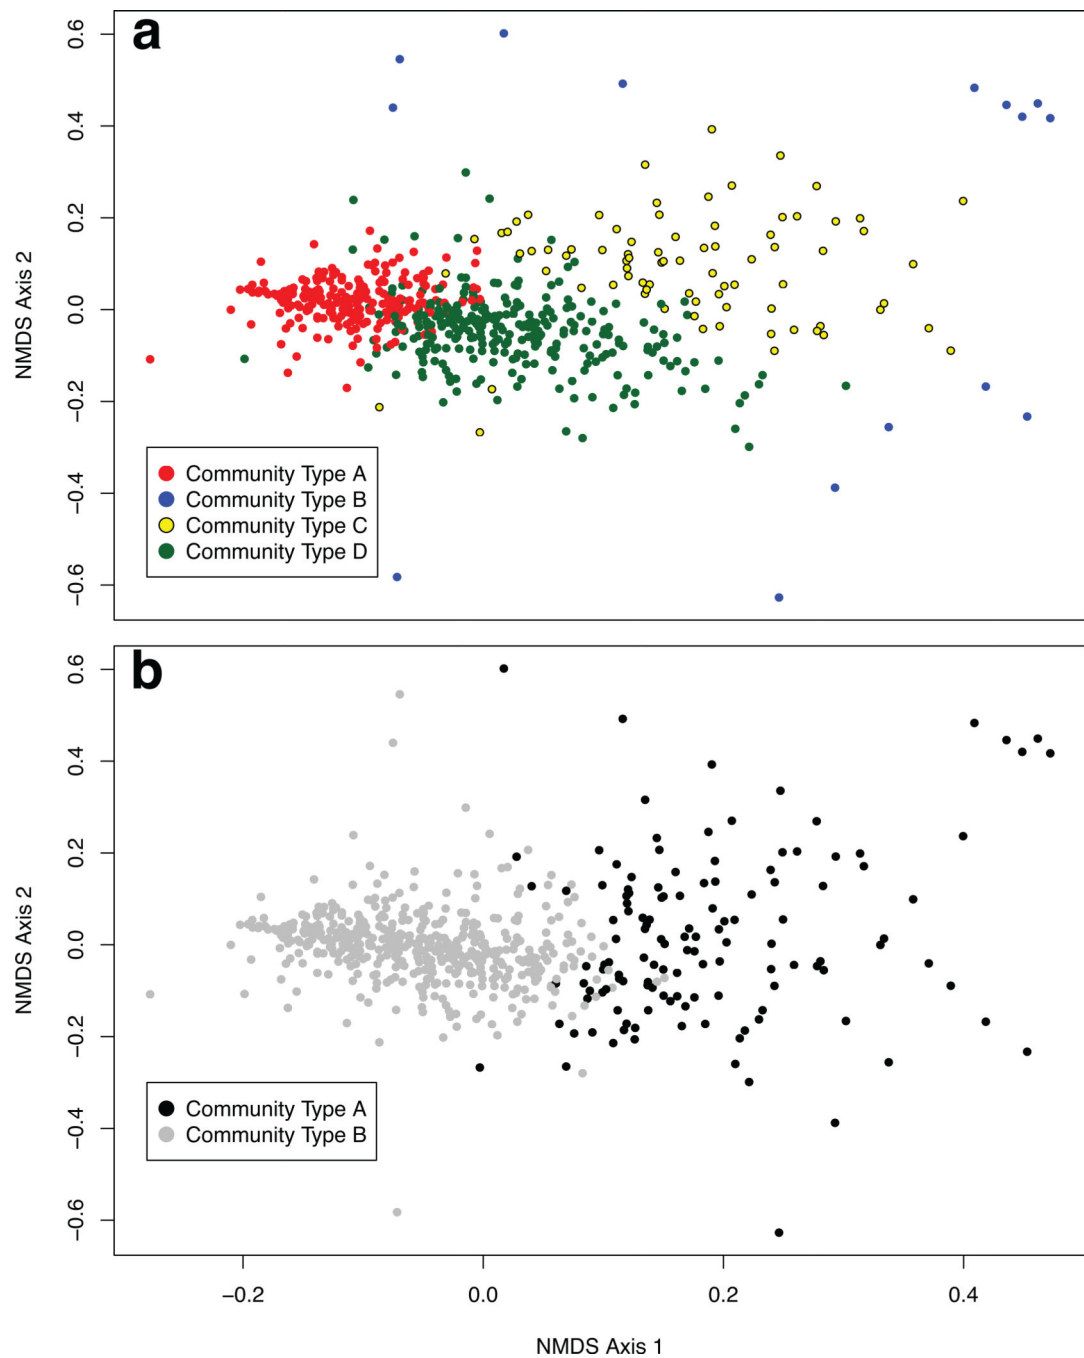 a
0.6
0.4
0.2
0.0
−0.2
−0.4
−0.6
NMDS Axis 2
Community Type A
Community Type B
Community Type C
Community Type D
b
0.6
0.4
0.2
0.0
−0.2
−0.4
−0.6
NMDS Axis 2
Community Type A
Community Type B
−0.2 0.0 0.2 0.4
NMDS Axis 1